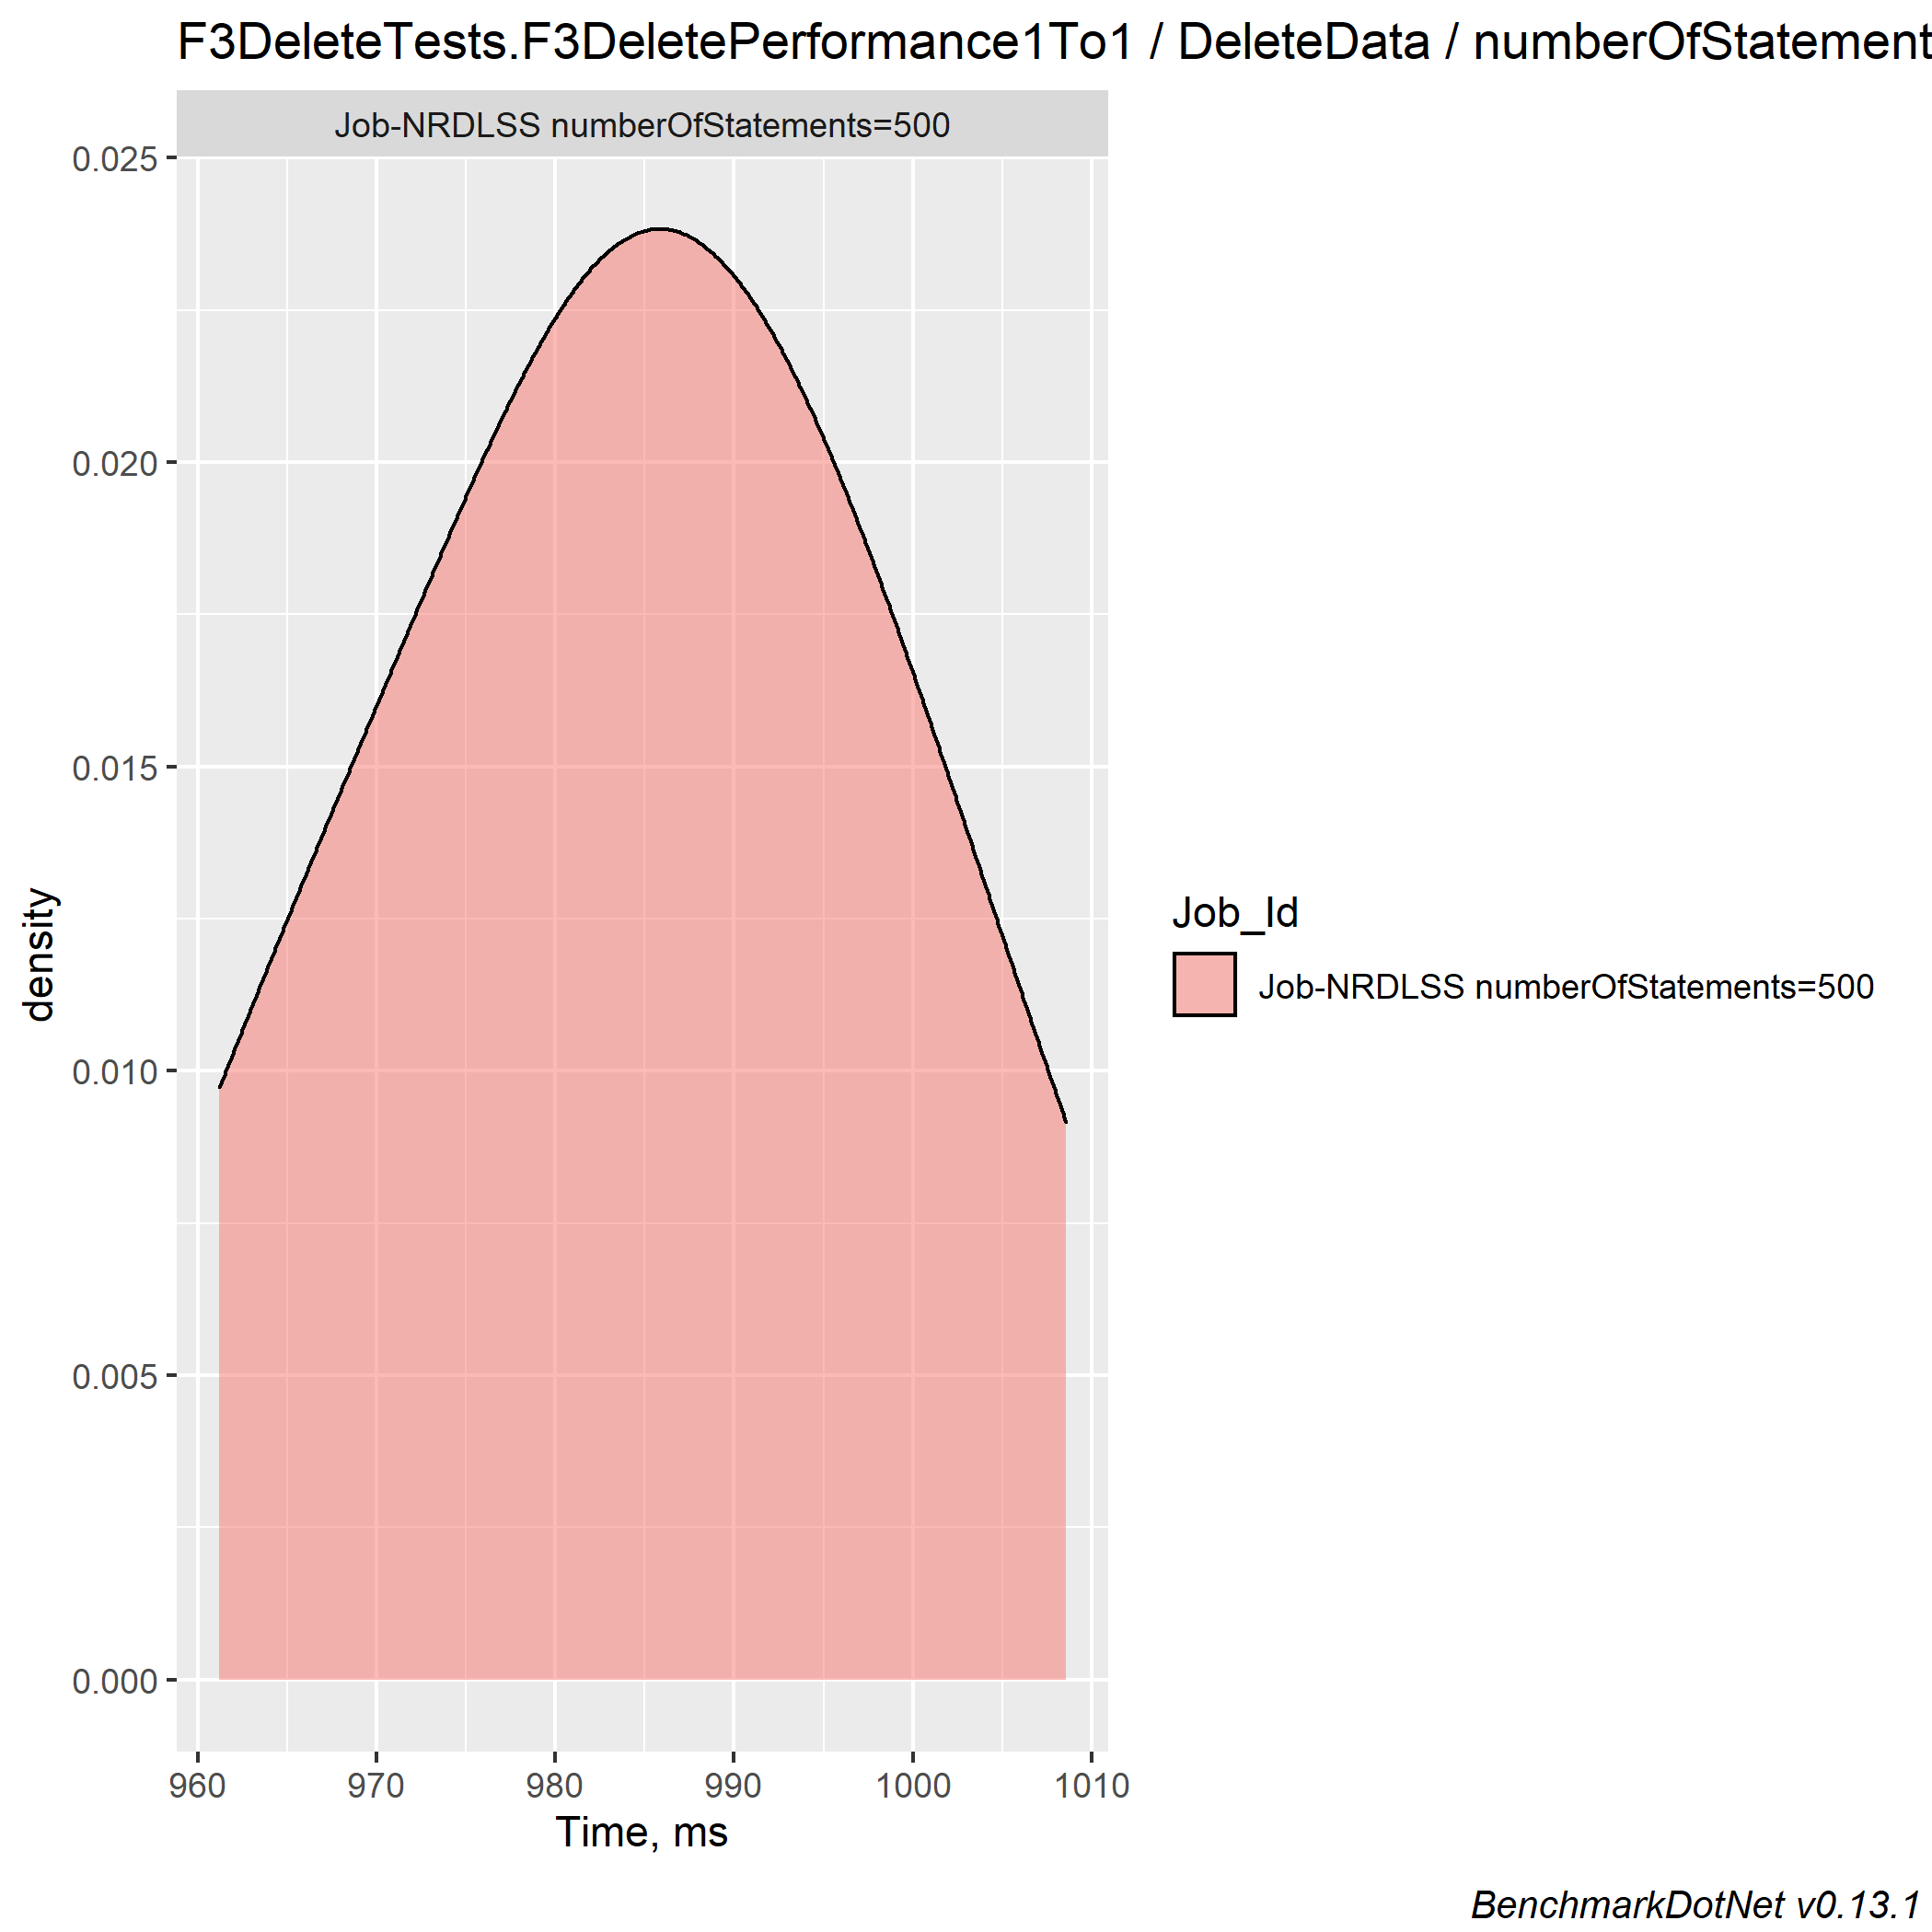 F3DeleteTests.F3DeletePerformance1To1 / DeleteData / numberOfStatement
Job-NRDLSS numberOfStatements=500
0.025
0.020
0.015
0.010
0.005
0.000
density
960 970 980 990 1000 1010
Time, ms
Job_Id
Job-NRDLSS numberOfStatements=500
BenchmarkDotNet v0.13.1